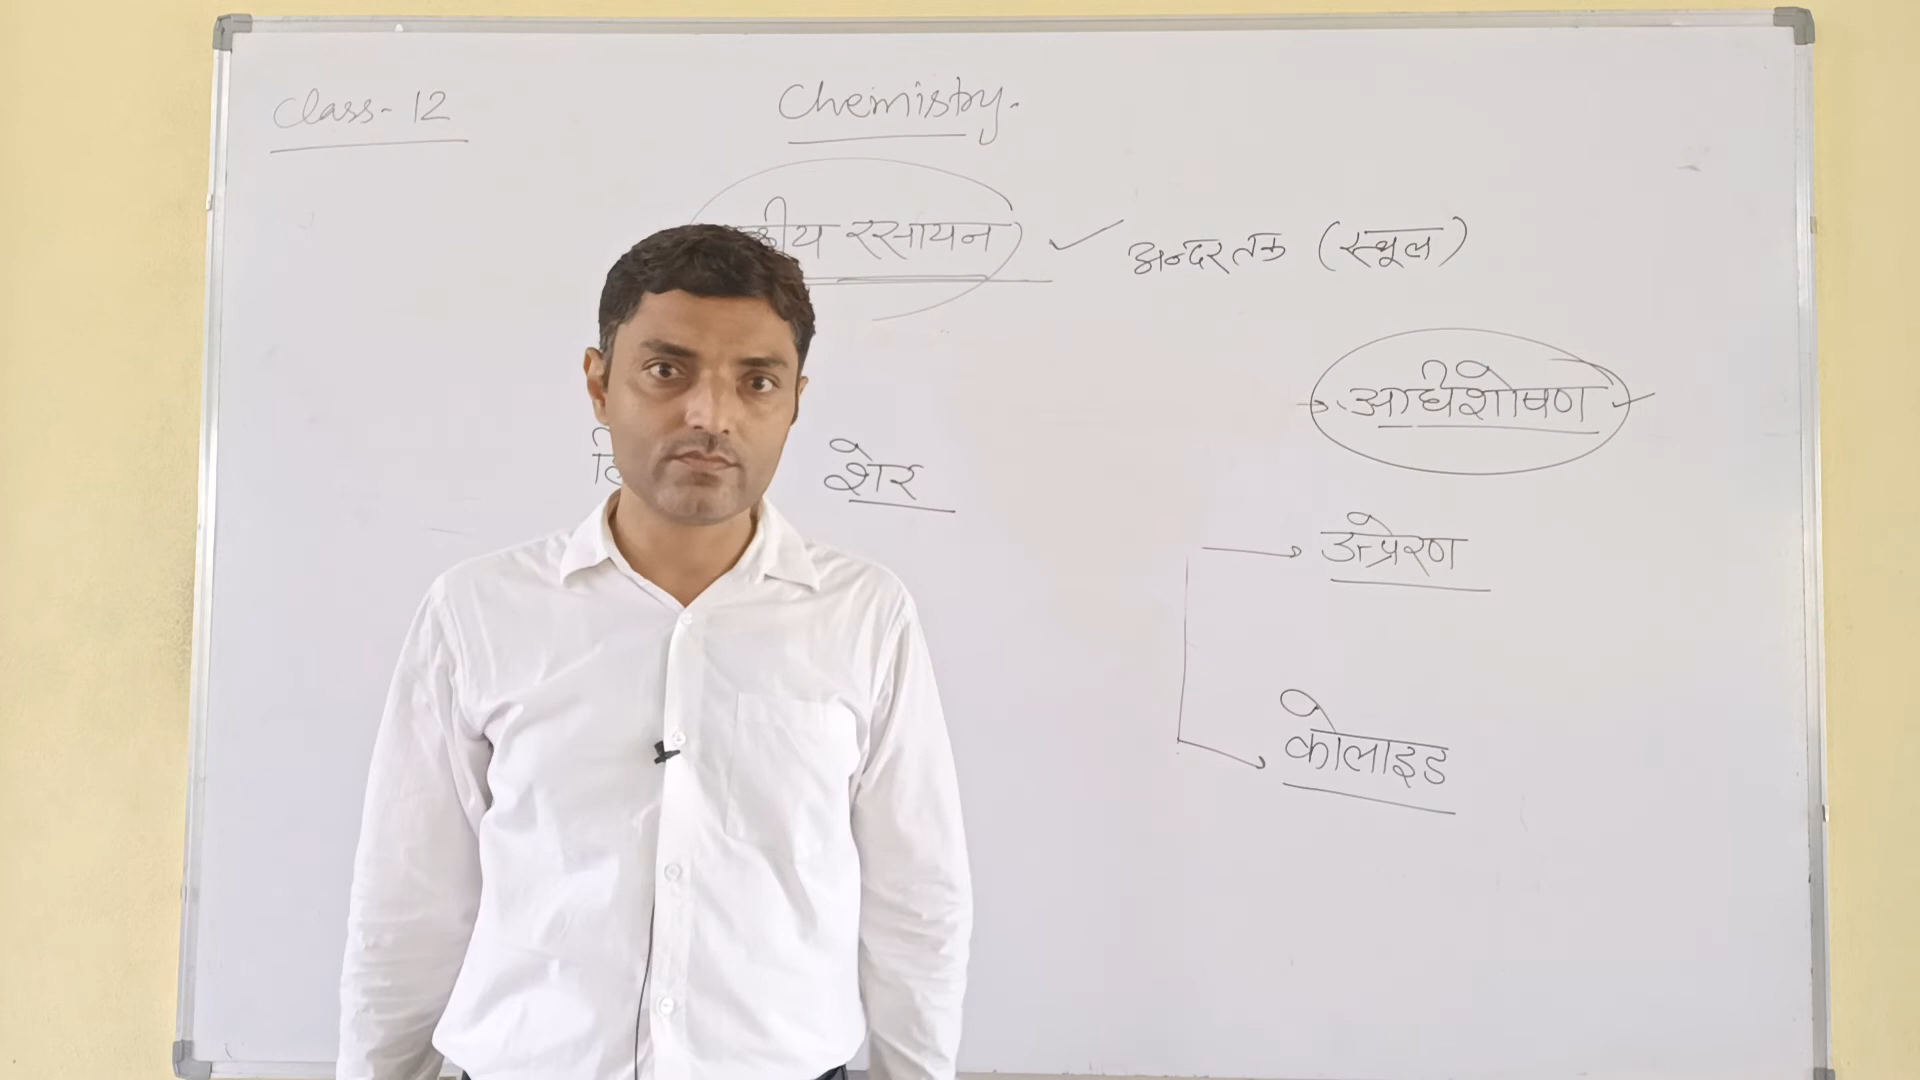 Class-12
Chemistry.
रसायन
अन्दर तक (स्थूल)
अधिशोषण
शेर
उत्प्रेरण
कोलाइड